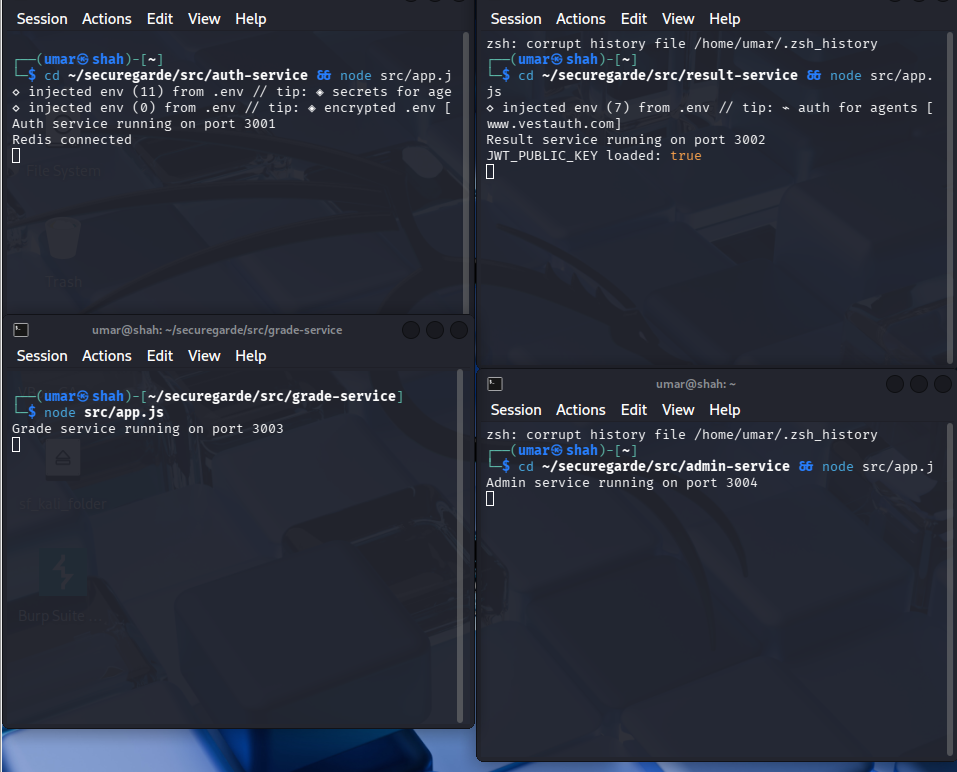 Session Actions Edit View Help
┌──(umar㉿shah)-[~]
└─$ cd ~/securegarde/src/auth-service && node src/app.j
⋄ injected env (11) from .env // tip: ◈ secrets for age
⋄ injected env (0) from .env // tip: ◈ encrypted .env [
Auth service running on port 3001
Redis connected
File System
Trash
Session Actions Edit View Help
zsh: corrupt history file /home/umar/.zsh_history
┌──(umar㉿shah)-[~]
└─$ cd ~/securegarde/src/result-service && node src/app.
js
⋄ injected env (7) from .env // tip: ⌁ auth for agents [
www.vestauth.com]
Result service running on port 3002
JWT_PUBLIC_KEY loaded: true
umar@shah: ~/securegarde/src/grade-service
Session Actions Edit View Help
┌──(umar㉿shah)-[~/securegarde/src/grade-service]
└─$ node src/app.js
Grade service running on port 3003
Burp Suite ...
umar@shah: ~
Session Actions Edit View Help
zsh: corrupt history file /home/umar/.zsh_history
┌──(umar㉿shah)-[~]
└─$ cd ~/securegarde/src/admin-service && node src/app.j
Admin service running on port 3004